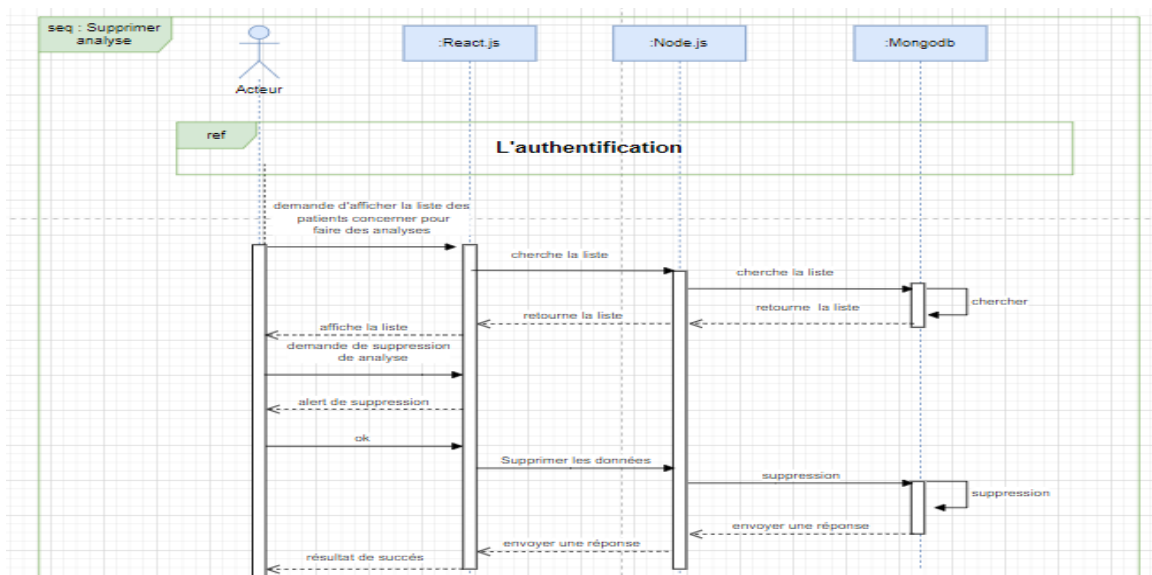 seq : Supprimer
analyse
:React.js
:Node.js
:Mongodb
Acteur
ref
L'authentification
demande d'afficher la liste des
patients concerner pour
faire des analyses
cherche la liste
cherche la liste
chercher
retourne la liste
retourne la liste
affiche la liste
demande de suppression
de analyse
alert de suppression
ok
Supprimer les données
suppression
suppression
envoyer une réponse
envoyer une réponse
résultat de succés